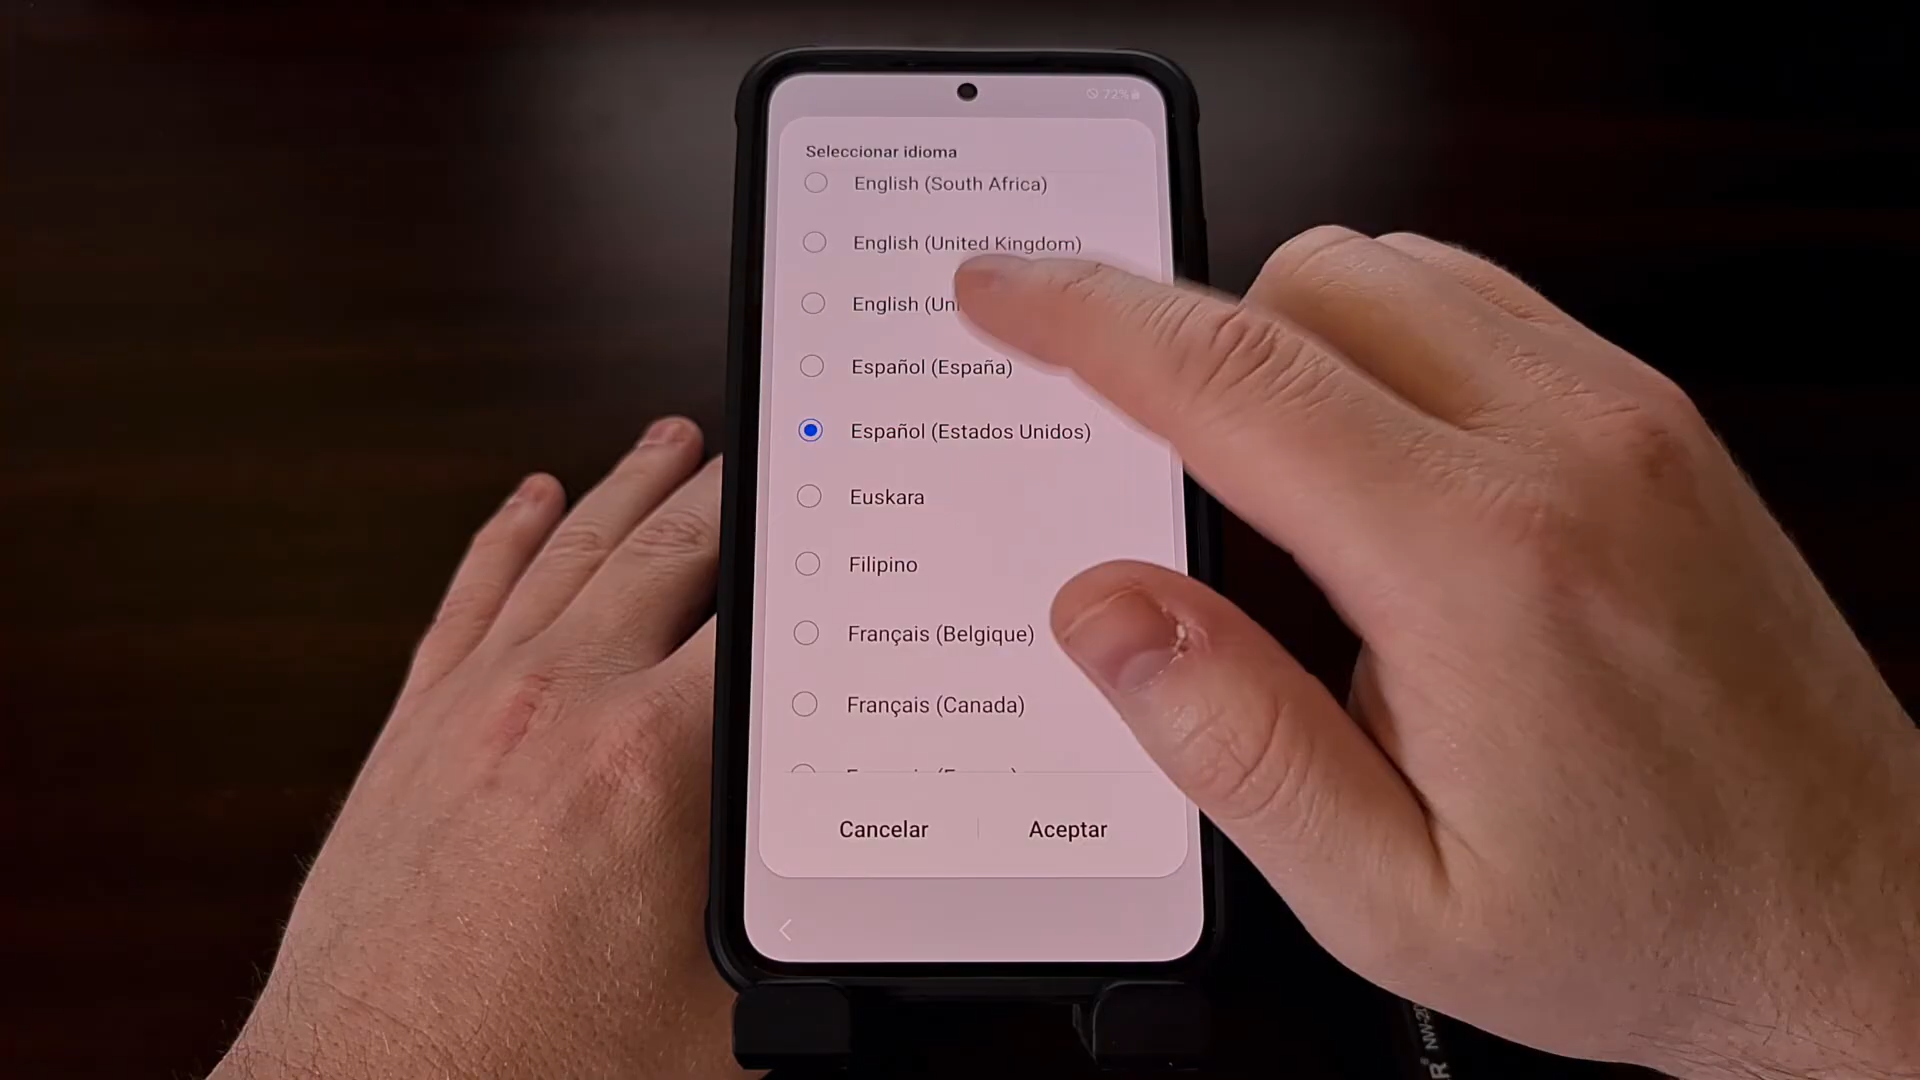 72%
Seleccionar idioma
English (South Africa)
English (United Kingdom)
English (Uni
Español (España)
Español (Estados Unidos)
Euskara
Filipino
Français (Belgique)
Français (Canada)
Cancelar
Aceptar